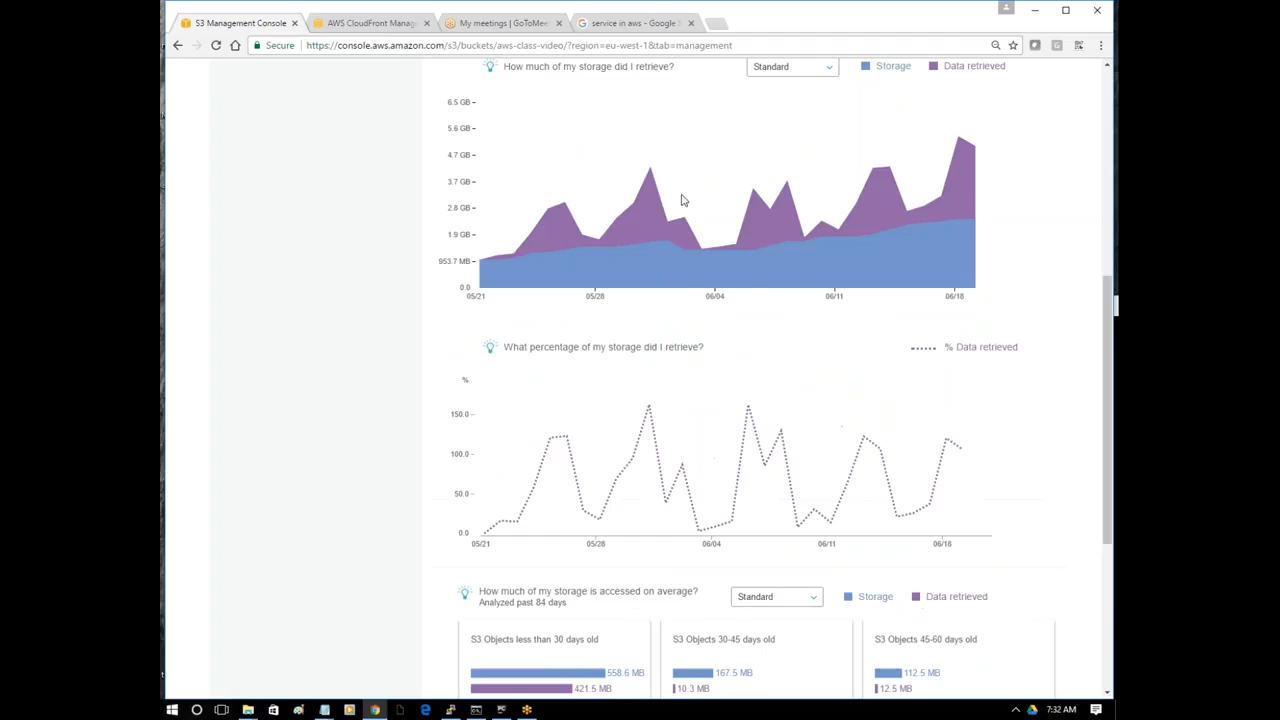 S3 Management Console
AWS CloudFront Manag
My meetings | GoToMee
service in aws - Google S
Secure
https://console.aws.amazon.com/s3/buckets/aws-class-video/?region=eu-west-1&tab=management
How much of my storage did I retrieve?
Standard
Storage
Data retrieved
6.5 GB
5.6 GB
4.7 GB
3.7 GB
2.8 GB
1.9 GB
953.7 MB
0.0
05/21
05/28
06/04
06/11
06/18
What percentage of my storage did I retrieve?
% Data retrieved
%
150.0
100.0
50.0
0.0
05/21
05/28
06/04
06/11
06/18
How much of my storage is accessed on average?
Analyzed past 84 days
Standard
Storage
Data retrieved
S3 Objects less than 30 days old
S3 Objects 30-45 days old
S3 Objects 45-60 days old
558.6 MB
167.5 MB
112.5 MB
421.5 MB
10.3 MB
12.5 MB
7:32 AM